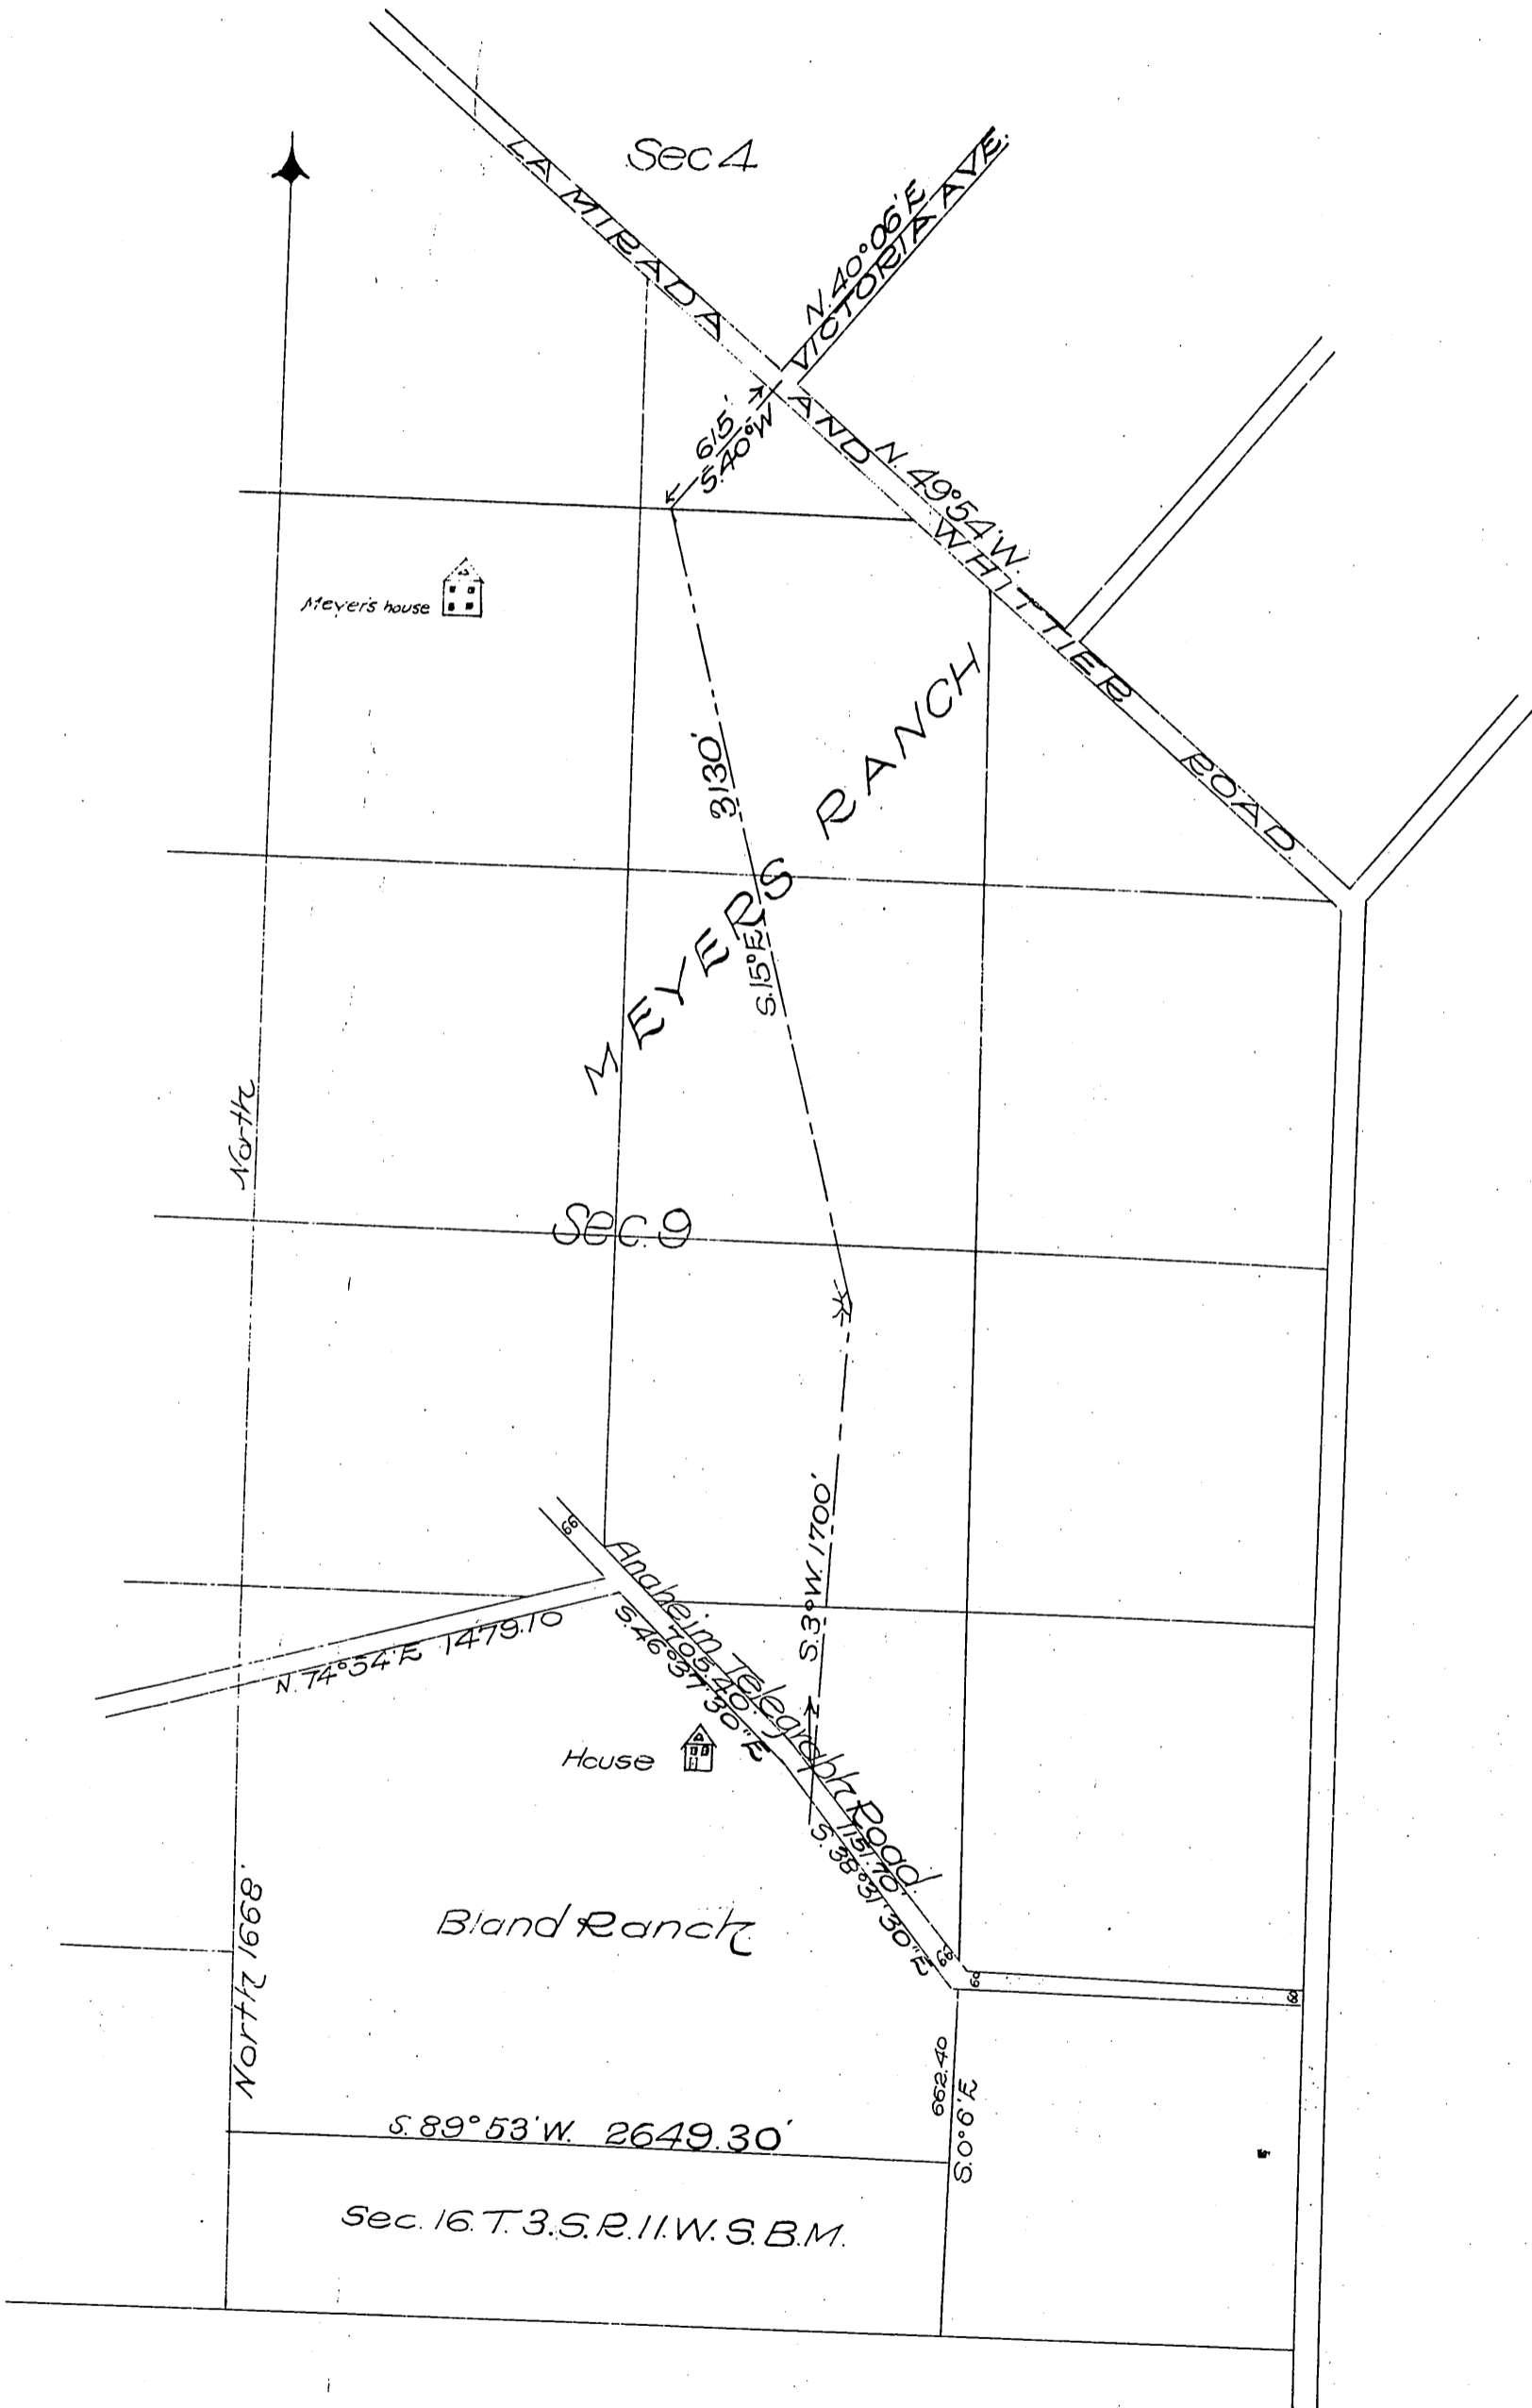 Sec 4
LA MIRADA AND WHITTIER ROAD
N. 40°06'E
VICTORIA AVE.
615'
S.40°W
N. 49°54'W.
Meyer's house
MEYERS RANCH
3130'
S.15°E.
North
Sec. 9
66
Anaheim Telegraph Road.
S.3°W. 1700'
N. 74°54'E 1479.10
705.40.
S.46°37'30"E
House
1151.70'
S.38°31'30"E
66
60
60
Bland Ranch
North 1668.'
662.40
S.0°6'E
S. 89°53'W. 2649.30'
Sec. 16. T. 3. S. R. 11. W. S. B. M.